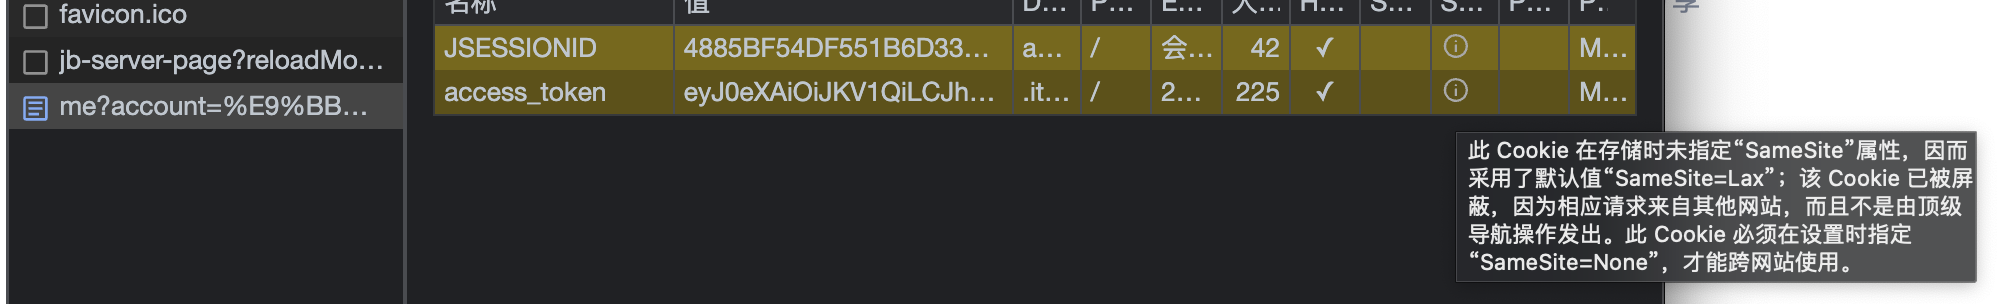 favicon.ico
jb-server-page?reloadMo...
me?account=%E9%BB...
名称 值 D... P... E... 大... H... S... S... P... P.
JSESSIONID 4885BF54DF551B6D33... a... / 会... 42 ✓ M...
access_token eyJ0eXAiOiJKV1QiLCJh... .it... / 2... 225 ✓ M...
此 Cookie 在存储时未指定“SameSite”属性，因而
采用了默认值“SameSite=Lax”；该 Cookie 已被屏
蔽，因为相应请求来自其他网站，而且不是由顶级
导航操作发出。此 Cookie 必须在设置时指定
“SameSite=None”，才能跨网站使用。